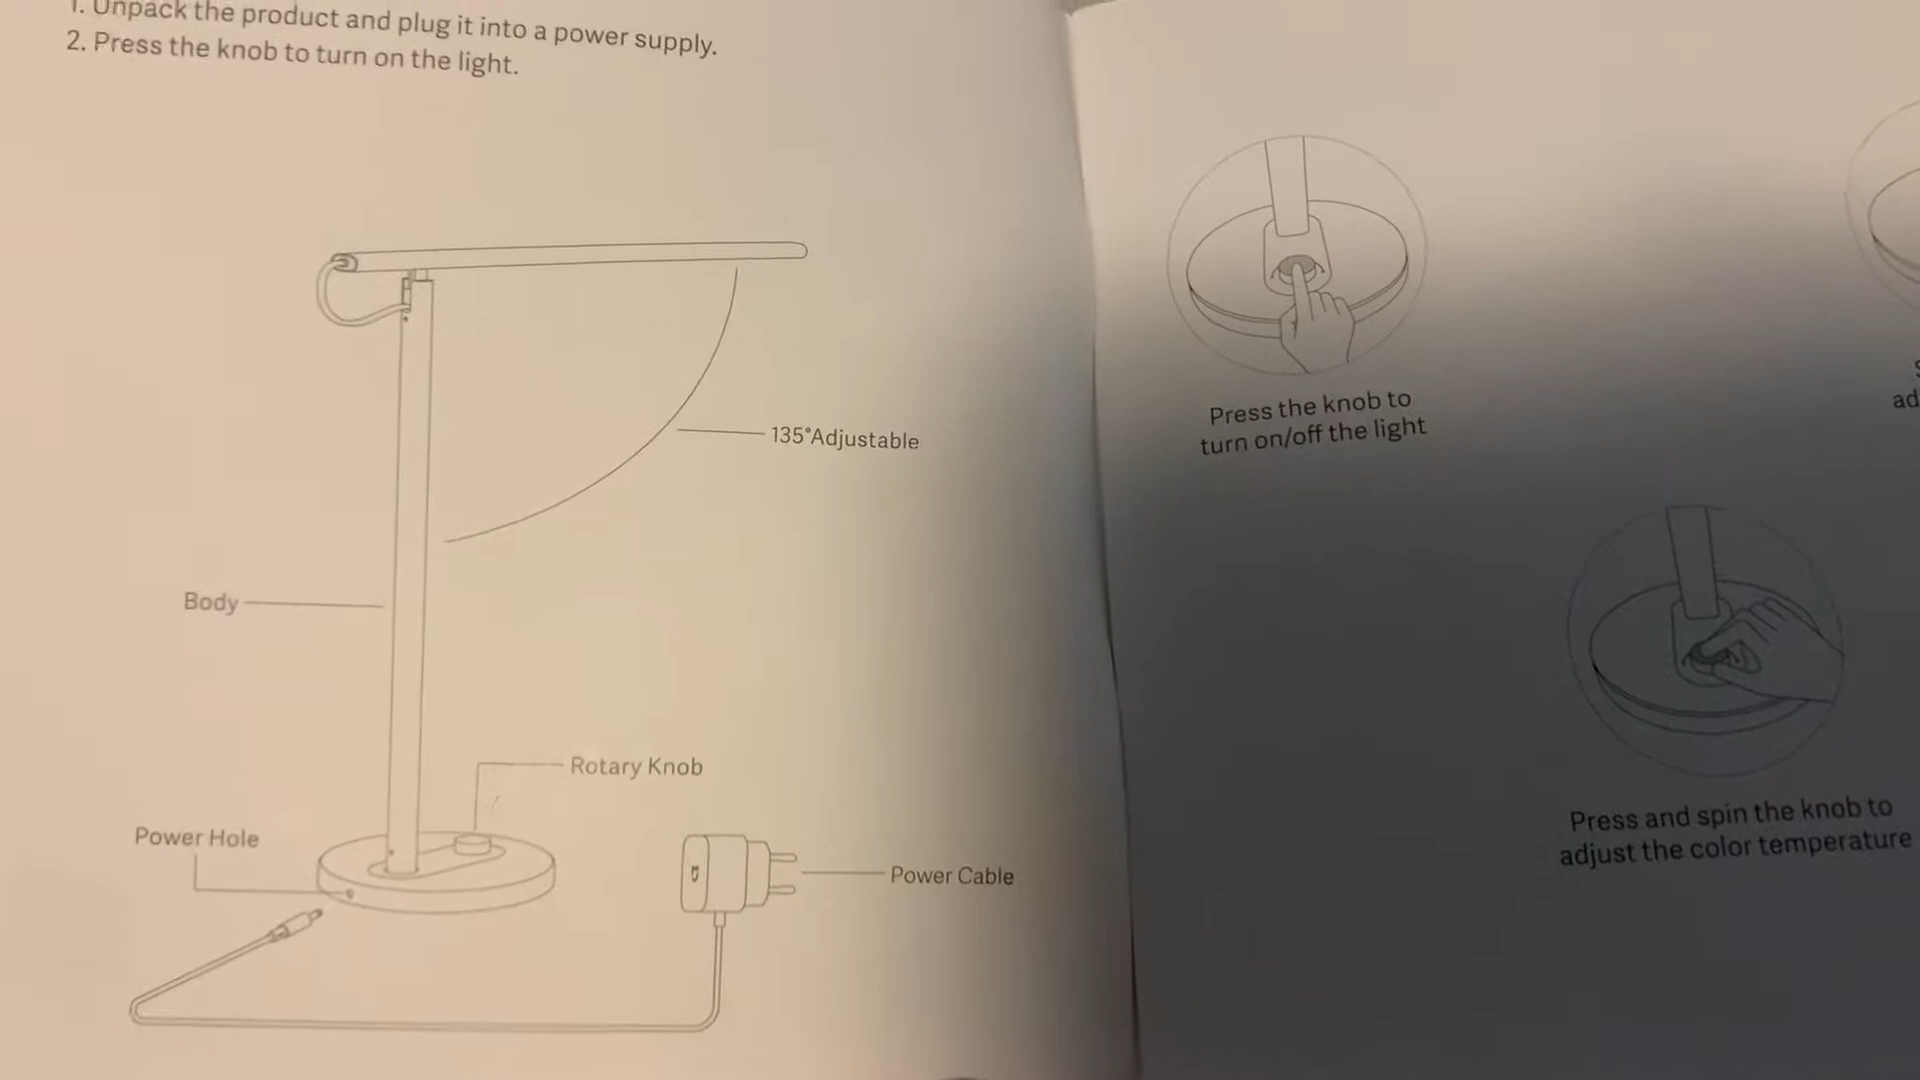 1. Unpack the product and plug it into a power supply.
2. Press the knob to turn on the light.
135°Adjustable
Body
Rotary Knob
Power Hole
Power Cable
Press the knob to
turn on/off the light
ad
Press and spin the knob to
adjust the color temperature